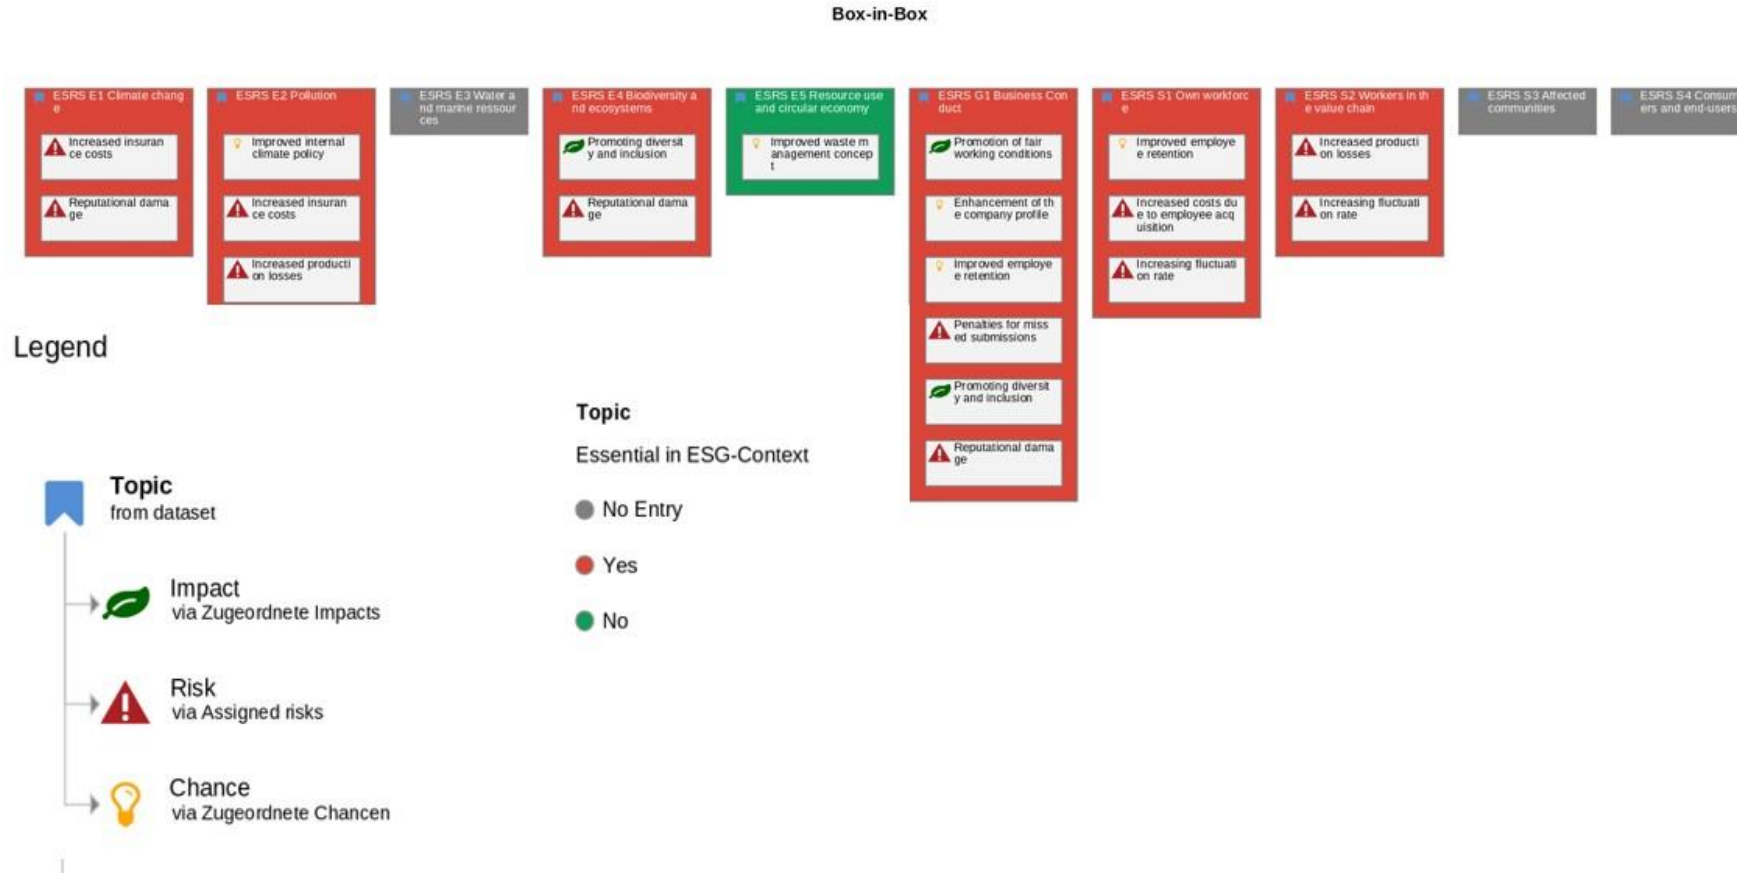 Box-in-Box
ESRS E1 Climate chang
e
Increased insuran
ce costs
Reputational dama
ge
ESRS E2 Pollution
Improved internal
climate policy
Increased insuran
ce costs
Increased producti
on losses
ESRS E3 Water a
nd marine ressour
ces
ESRS E4 Biodiversity a
nd ecosystems
Promoting diversit
y and inclusion
Reputational dama
ge
ESRS E5 Resource use
and circular economy
Improved waste m
anagement concep
t
ESRS G1 Business Con
duct
Promotion of fair
working conditions
Enhancement of th
e company profile
Improved employe
e retention
Penalties for miss
ed submissions
Promoting diversit
y and inclusion
Reputational dama
ge
ESRS S1 Own workforc
e
Improved employe
e retention
Increased costs du
e to employee acq
uisition
Increasing fluctuati
on rate
ESRS S2 Workers in th
e value chain
Increased producti
on losses
Increasing fluctuati
on rate
ESRS S3 Affected
communities
ESRS S4 Consum
ers and end-users
Legend
Topic
from dataset
Impact
via Zugeordnete Impacts
Risk
via Assigned risks
Chance
via Zugeordnete Chancen
Topic
Essential in ESG-Context
No Entry
Yes
No